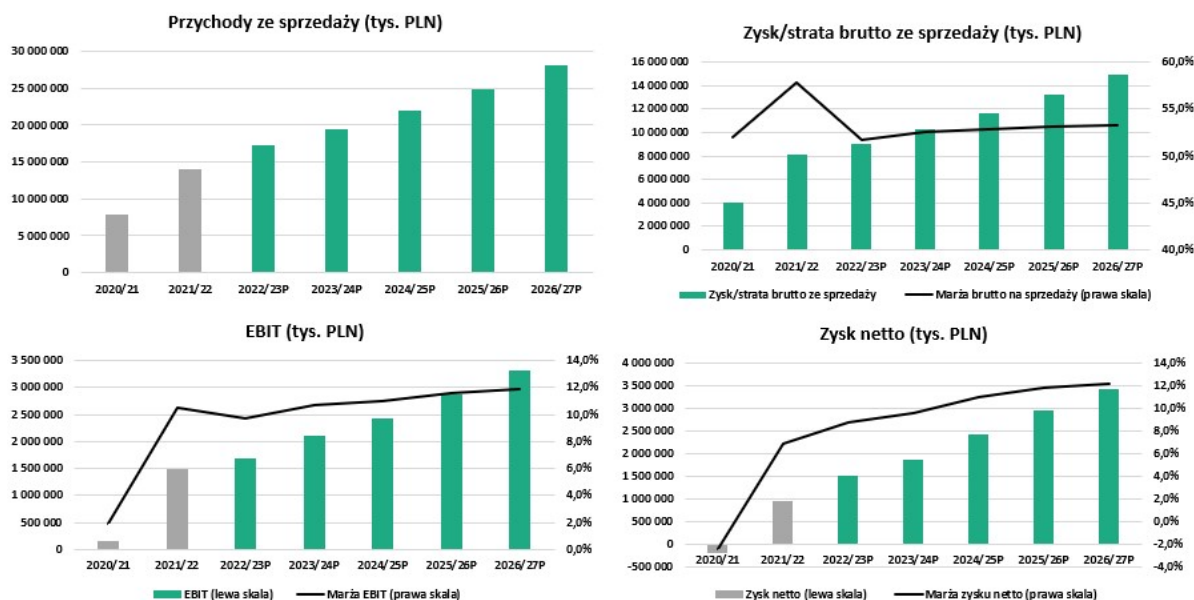 Przychody ze sprzedaży (tys. PLN)
30 000 000
25 000 000
20 000 000
15 000 000
10 000 000
5 000 000
0
2020/21 2021/22 2022/23P 2023/24P 2024/25P 2025/26P 2026/27P
Zysk/strata brutto ze sprzedaży (tys. PLN)
16 000 000 60,0%
14 000 000
12 000 000 55,0%
10 000 000
8 000 000 50,0%
6 000 000
4 000 000 45,0%
2 000 000
0 40,0%
2020/21 2021/22 2022/23P 2023/24P 2024/25P 2025/26P 2026/27P
Zysk/strata brutto ze sprzedaży Marża brutto na sprzedaży (prawa skala)
EBIT (tys. PLN)
3 500 000 14,0%
3 000 000 12,0%
2 500 000 10,0%
2 000 000 8,0%
1 500 000 6,0%
1 000 000 4,0%
500 000 2,0%
0 0,0%
2020/21 2021/22 2022/23P 2023/24P 2024/25P 2025/26P 2026/27P
EBIT (lewa skala) Marża EBIT (prawa skala)
Zysk netto (tys. PLN)
4 000 000 14,0%
3 500 000 12,0%
3 000 000 10,0%
2 500 000 8,0%
2 000 000 6,0%
1 500 000 4,0%
1 000 000 2,0%
500 000 0,0%
0 -2,0%
-500 000 -4,0%
2020/21 2021/22 2022/23P 2023/24P 2024/25P 2025/26P 2026/27P
Zysk netto (lewa skala) Marża zysku netto (prawa skala)